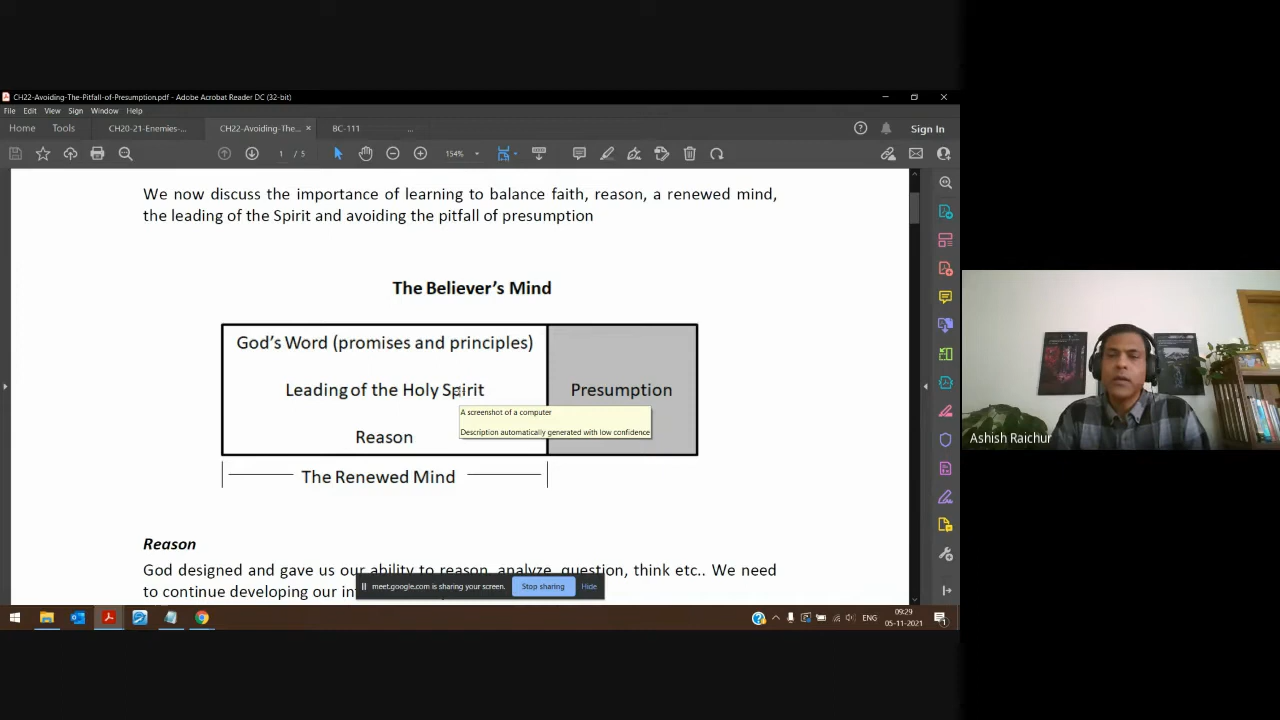 CH22-Avoiding-The-Pitfall-of-Presumption.pdf - Adobe Acrobat Reader DC (32-bit)
File Edit View Sign Window Help
Home Tools CH20-21-Enemies-... CH22-Avoiding-The... × BC-111 ... Sign In
1 / 5 154%
We now discuss the importance of learning to balance faith, reason, a renewed mind,
the leading of the Spirit and avoiding the pitfall of presumption
The Believer's Mind
God's Word (promises and principles)
Leading of the Holy Spirit
Presumption
A screenshot of a computer
Description automatically generated with low confidence
Reason
The Renewed Mind
Reason
God designed and gave us our ability to reason, analyze, question, think etc.. We need
to continue developing our in
meet.google.com is sharing your screen. Stop sharing Hide
Ashish Raichur
ENG
09:29
05-11-2021